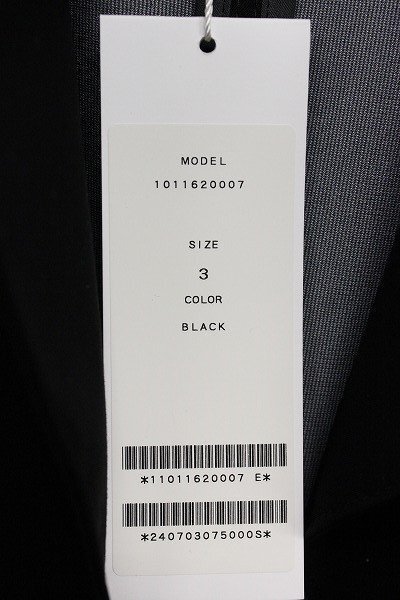 MODEL
1011620007
SIZE
3
COLOR
BLACK
*11011620007 E*
*240703075000S*